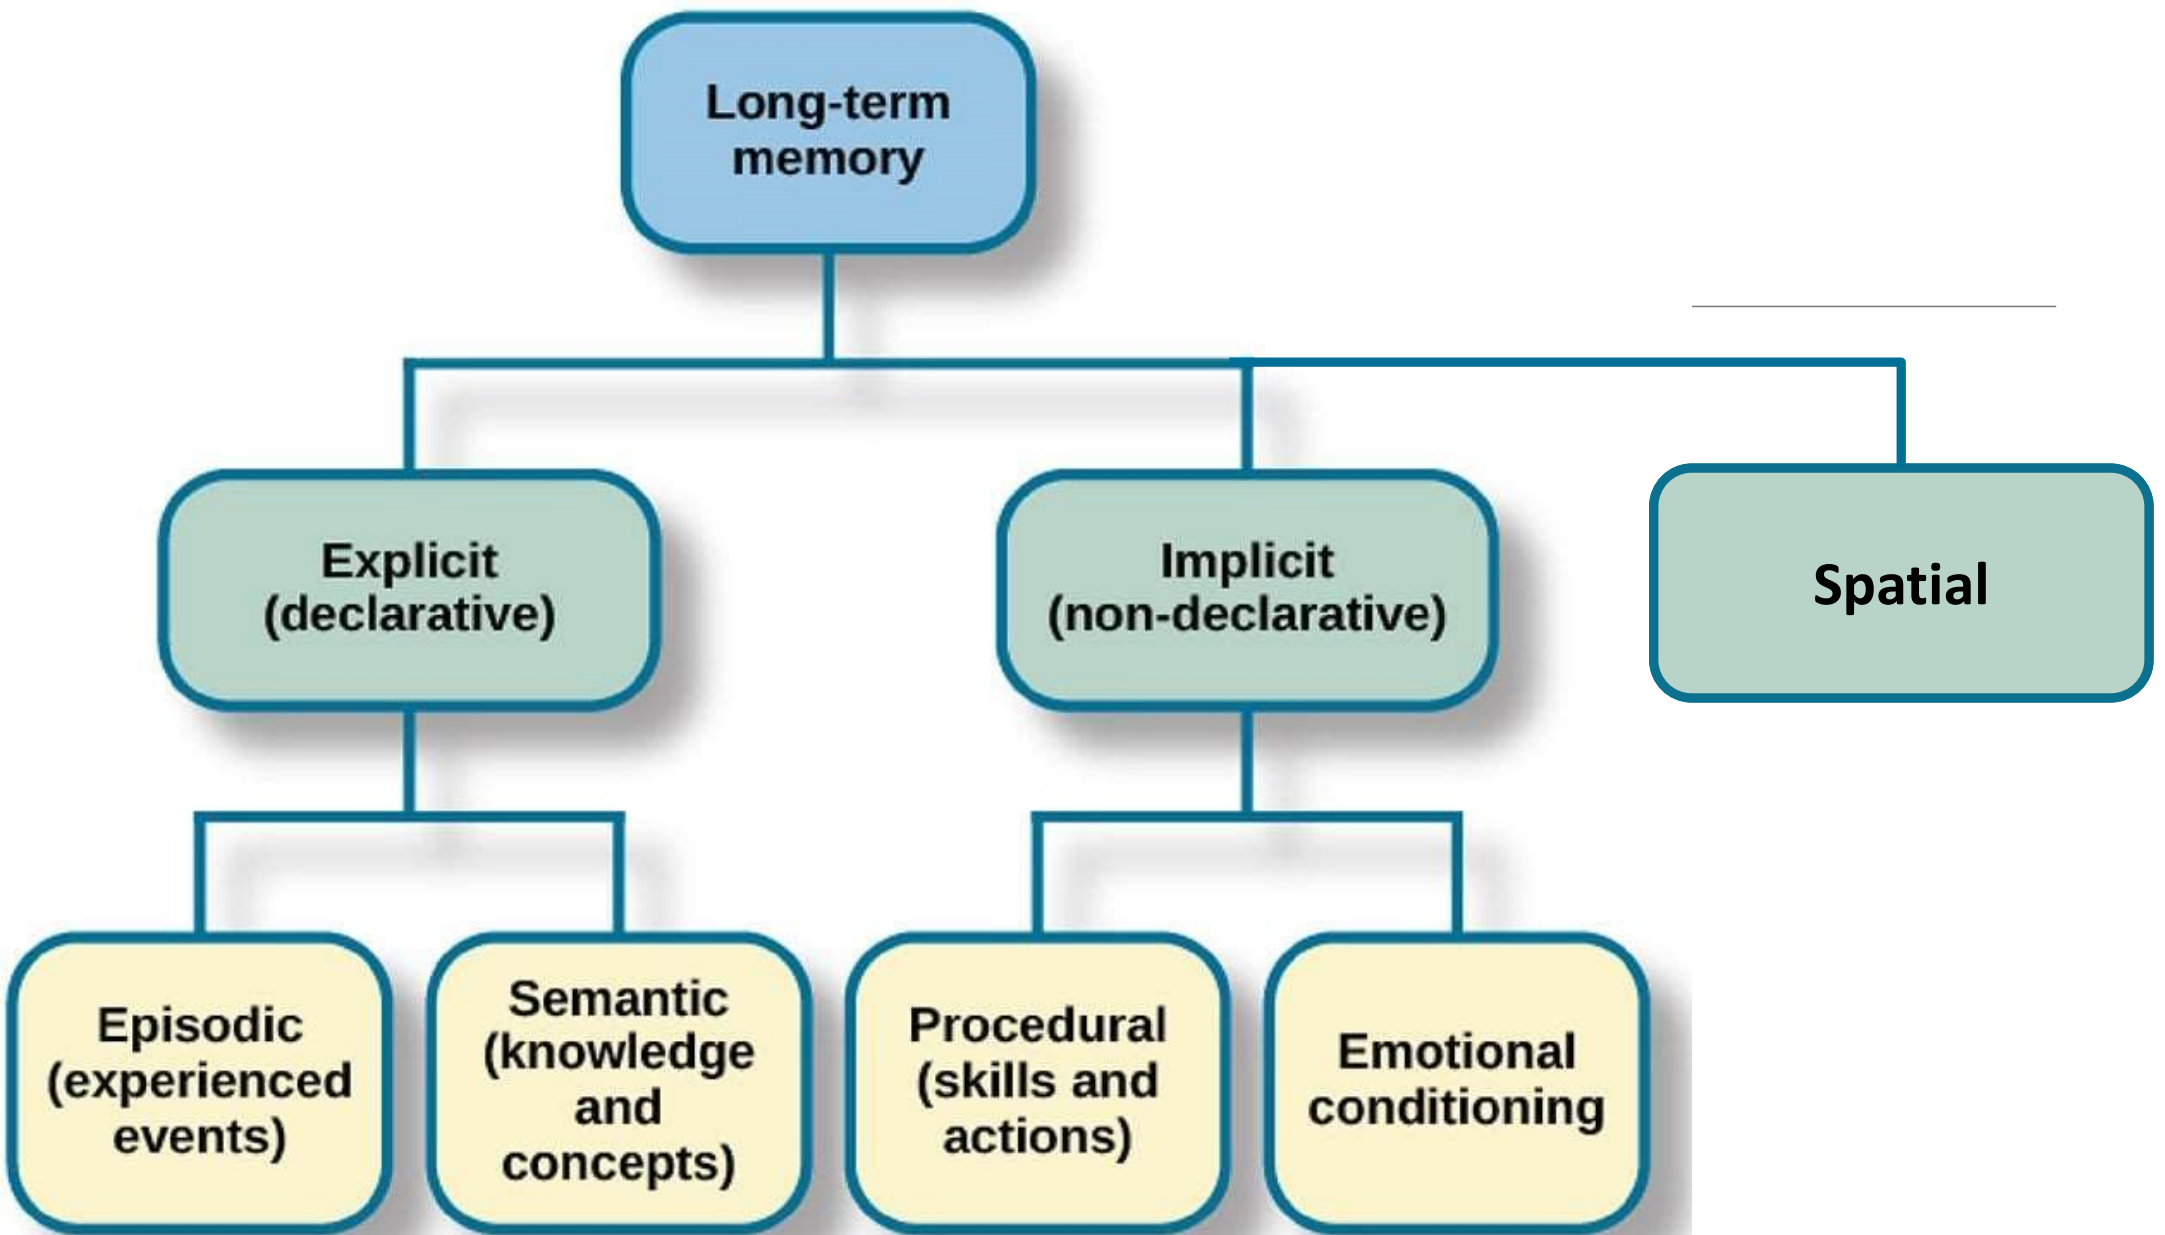 Long-term
memory
Explicit
(declarative)
Implicit
(non-declarative)
Spatial
Episodic
(experienced
events)
Semantic
(knowledge
and
concepts)
Procedural
(skills and
actions)
Emotional
conditioning